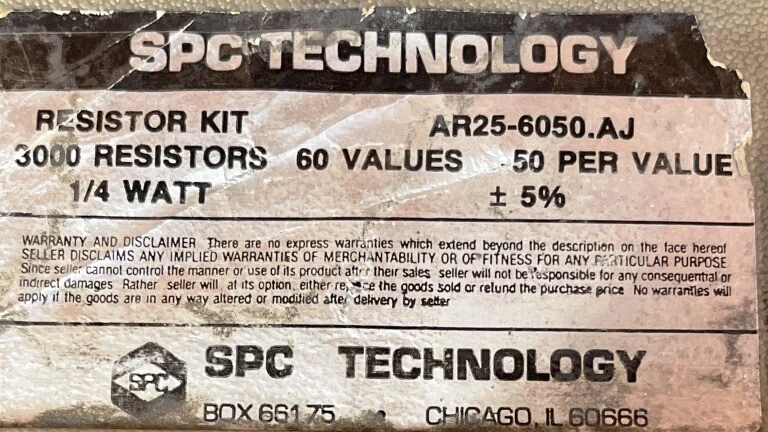 SPC TECHNOLOGY
RESISTOR KIT AR25-6050.AJ
3000 RESISTORS 60 VALUES 50 PER VALUE
1/4 WATT ± 5%
WARRANTY AND DISCLAIMER There are no express warranties which extend beyond the description on the face hereof
SELLER DISCLAIMS ANY IMPLIED WARRANTIES OF MERCHANTABILITY OR OF FITNESS FOR ANY PARTICULAR PURPOSE
Since seller cannot control the manner or use of its product after their sales seller will not be responsible for any consequential or
indirect damages Rather seller will at its option, either replace the goods sold or refund the purchase price No warranties will
apply if the goods are in any way altered or modified after delivery by seller
SPC SPC TECHNOLOGY
BOX 66175 • CHICAGO, IL 60666